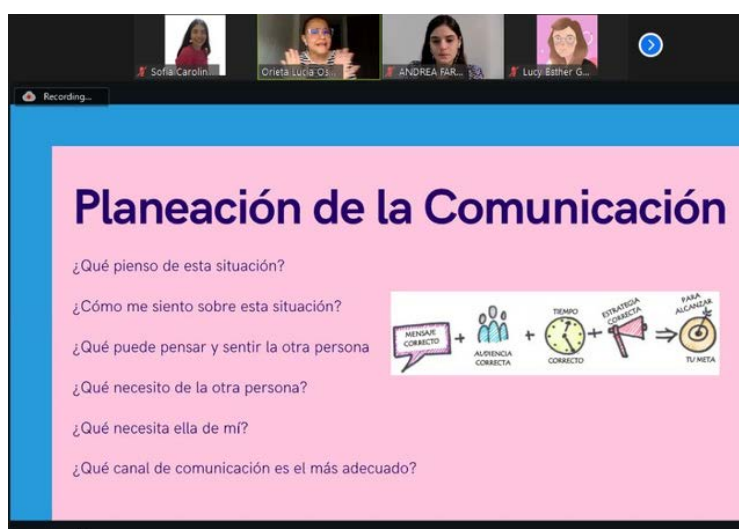 Sofia Carolin...
Orieta Lucia Os...
ANDREA FAR...
Lucy Esther G...
Recording...
Planeación de la Comunicación
¿Qué pienso de esta situación?
¿Cómo me siento sobre esta situación?
¿Qué puede pensar y sentir la otra persona
¿Qué necesito de la otra persona?
¿Qué necesita ella de mí?
¿Qué canal de comunicación es el más adecuado?
MENSAJE
CORRECTO
+
AUDIENCIA
CORRECTA
+
TIEMPO
CORRECTO
+
ESTRATEGIA
CORRECTA
⇒
PARA
ALCANZAR
TU META